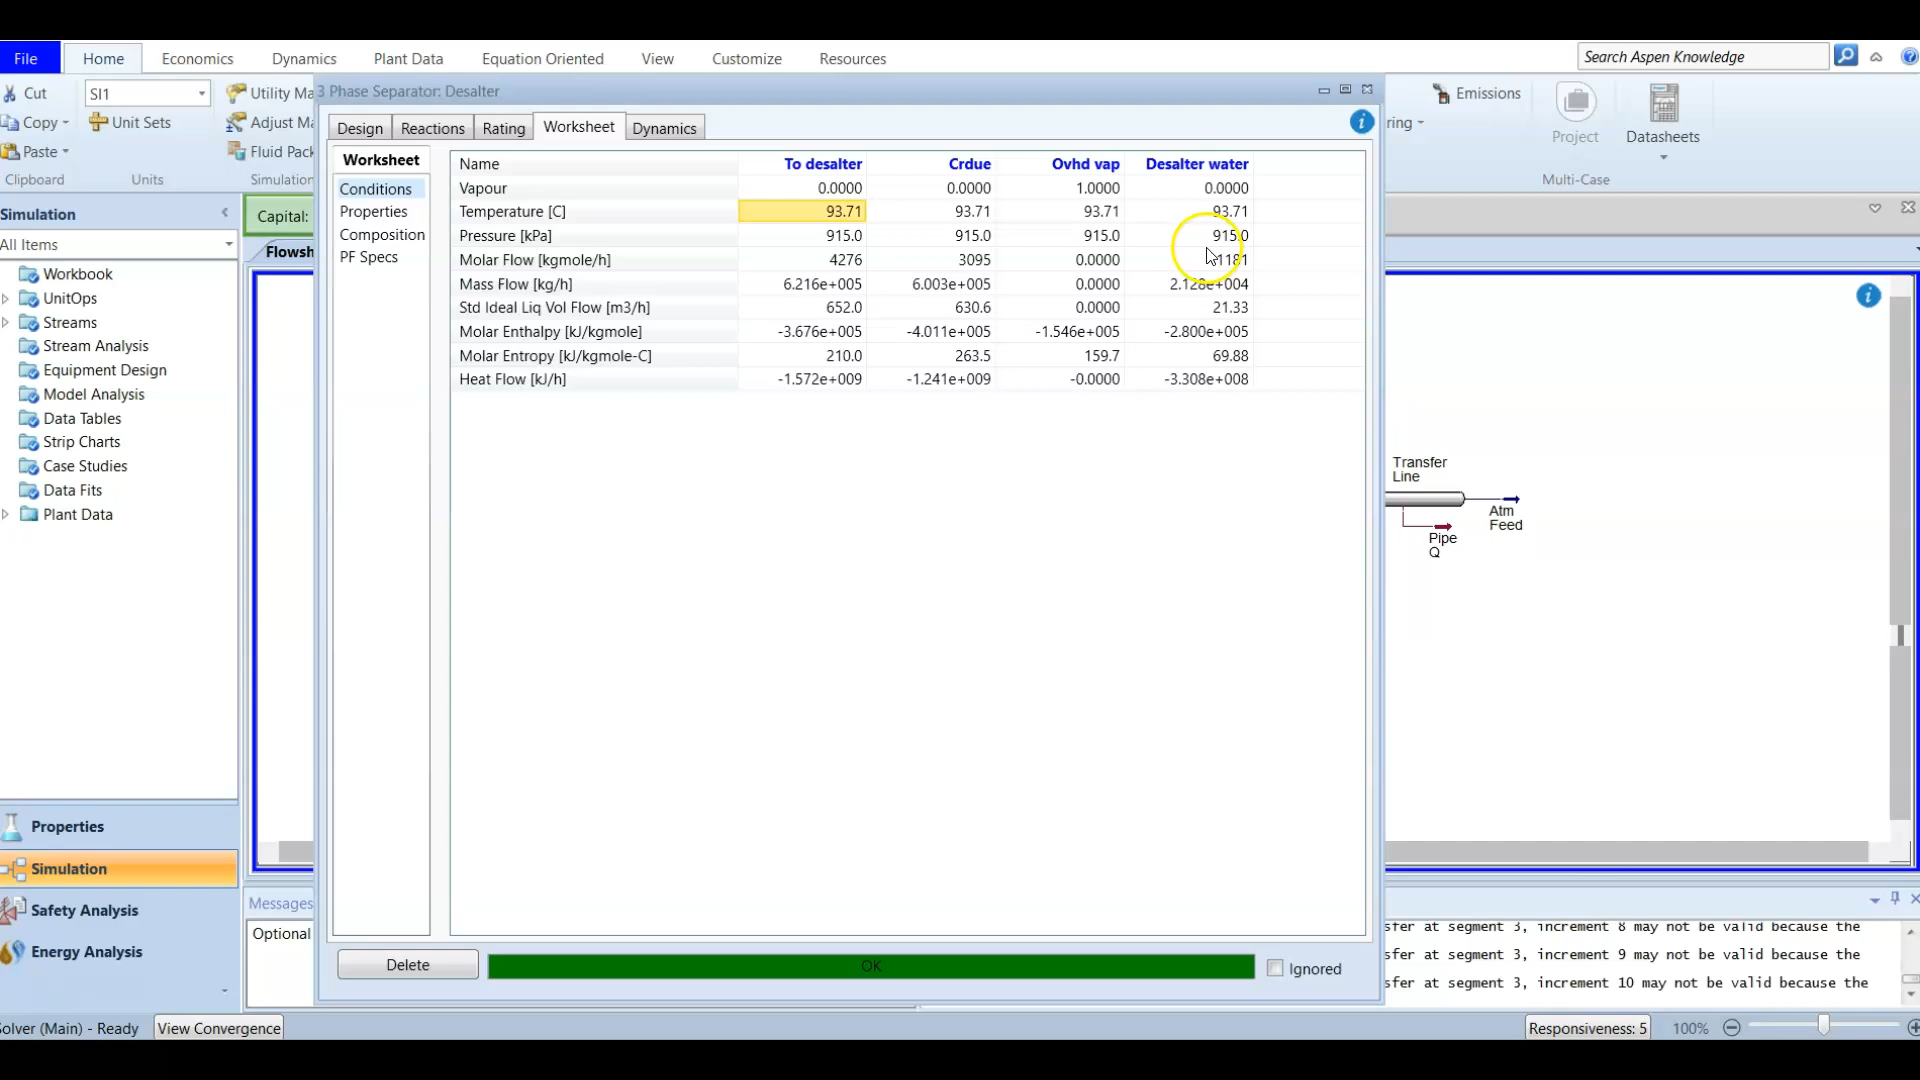 File Home Economics Dynamics Plant Data Equation Oriented View Customize Resources Search Aspen Knowledge
Cut SI1 Utility Ma
Copy Unit Sets Adjust Ma
Paste Fluid Pack
Clipboard Units Simulation
3 Phase Separator: Desalter
Emissions
ring Project Datasheets
Multi-Case
Simulation
All Items
Workbook
UnitOps
Streams
Stream Analysis
Equipment Design
Model Analysis
Data Tables
Strip Charts
Case Studies
Data Fits
Plant Data
Properties
Simulation
Safety Analysis
Energy Analysis
Capital:
Flowsh
Design Reactions Rating Worksheet Dynamics
Worksheet
Conditions
Properties
Composition
PF Specs
Name To desalter Crdue Ovhd vap Desalter water
Vapour 0.0000 0.0000 1.0000 0.0000
Temperature [C] 93.71 93.71 93.71 93.71
Pressure [kPa] 915.0 915.0 915.0 915.0
Molar Flow [kgmole/h] 4276 3095 0.0000 1181
Mass Flow [kg/h] 6.216e+005 6.003e+005 0.0000 2.128e+004
Std Ideal Liq Vol Flow [m3/h] 652.0 630.6 0.0000 21.33
Molar Enthalpy [kJ/kgmole] -3.676e+005 -4.011e+005 -1.546e+005 -2.800e+005
Molar Entropy [kJ/kgmole-C] 210.0 263.5 159.7 69.88
Heat Flow [kJ/h] -1.572e+009 -1.241e+009 -0.0000 -3.308e+008
Transfer
Line
Atm
Feed
Pipe
Q
Messages
Optional
Delete OK Ignored
sfer at segment 3, increment 8 may not be valid because the
sfer at segment 3, increment 9 may not be valid because the
sfer at segment 3, increment 10 may not be valid because the
Solver (Main) - Ready View Convergence Responsiveness: 5 100%